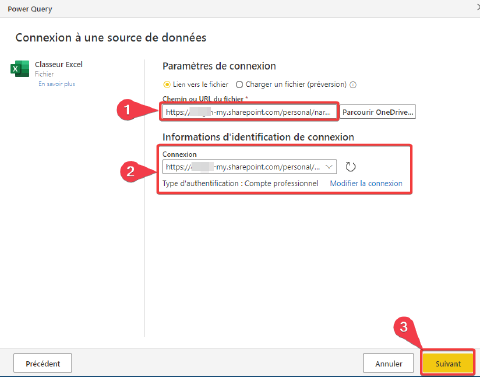 Power Query
Connexion à une source de données
Classeur Excel
Fichier
En savoir plus
Paramètres de connexion
Lien vers le fichier
Charger un fichier (préversion)
Chemin ou URL du fichier *
1
https:// -my.sharepoint.com/personal/nar...
Parcourir OneDrive...
Informations d'identification de connexion
Connexion
2
https:// -my.sharepoint.com/personal/...
Type d'authentification : Compte professionnel
Modifier la connexion
3
Précédent
Annuler
Suivant